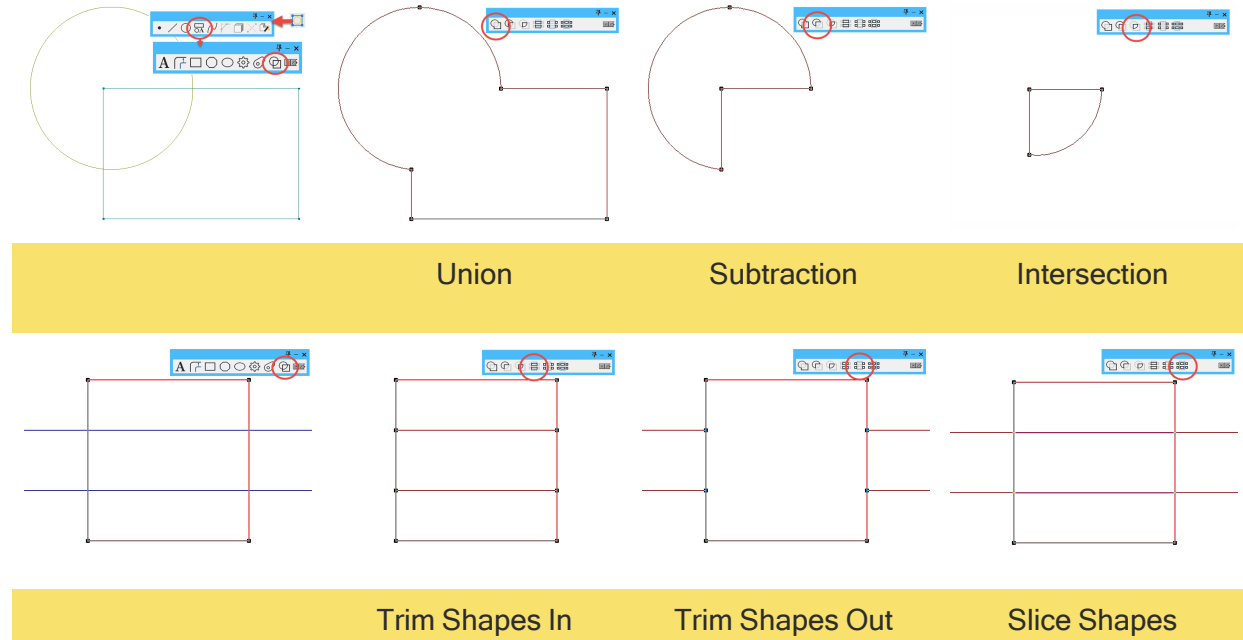 A
Union
Subtraction
Intersection
A
Trim Shapes In
Trim Shapes Out
Slice Shapes